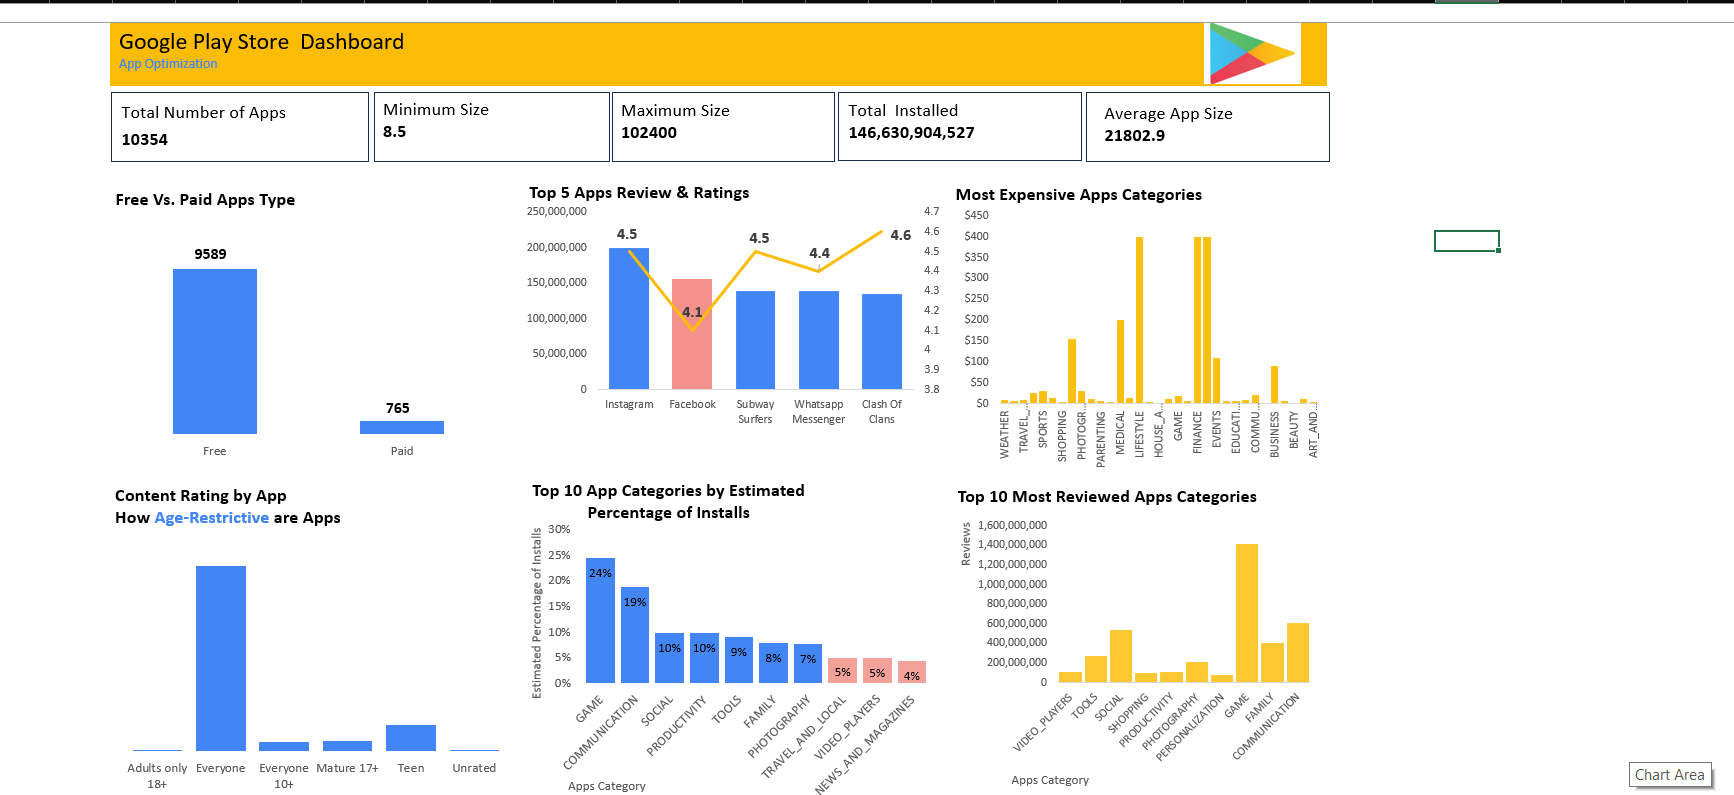 Google Play Store  Dashboard
App Optimization
Total Number of Apps
10354
Minimum Size
8.5
Maximum Size
102400
Total  Installed
146,630,904,527
Average App Size
21802.9
Free Vs. Paid Apps Type
9589
765
Free
Paid
Top 5 Apps Review & Ratings
250,000,000
200,000,000
150,000,000
100,000,000
50,000,000
0
4.5
4.1
4.5
4.4
4.6
4.7
4.6
4.5
4.4
4.3
4.2
4.1
4
3.9
3.8
Instagram
Facebook
Subway
Surfers
Whatsapp
Messenger
Clash Of
Clans
Most Expensive Apps Categories
$450
$400
$350
$300
$250
$200
$150
$100
$50
$0
WEATHER
TRAVEL_...
SPORTS
SHOPPING
PHOTOGR...
PARENTING
MEDICAL
LIFESTYLE
HOUSE_A...
GAME
FINANCE
EVENTS
EDUCATI...
COMMU...
BUSINESS
BEAUTY
ART_AND...
Content Rating by App
How Age-Restrictive are Apps
Adults only
18+
Everyone
Everyone
10+
Mature 17+
Teen
Unrated
Top 10 App Categories by Estimated
Percentage of Installs
Estimated Percentage of Installs
30%
25%
20%
15%
10%
5%
0%
24%
19%
10%
10%
9%
8%
7%
5%
5%
4%
GAME
COMMUNICATION
SOCIAL
PRODUCTIVITY
TOOLS
FAMILY
PHOTOGRAPHY
TRAVEL_AND_LOCAL
VIDEO_PLAYERS
NEWS_AND_MAGAZINES
Apps Category
Top 10 Most Reviewed Apps Categories
Reviews
1,600,000,000
1,400,000,000
1,200,000,000
1,000,000,000
800,000,000
600,000,000
400,000,000
200,000,000
0
VIDEO_PLAYERS
TOOLS
SOCIAL
SHOPPING
PRODUCTIVITY
PHOTOGRAPHY
PERSONALIZATION
GAME
FAMILY
COMMUNICATION
Apps Category
Chart Area